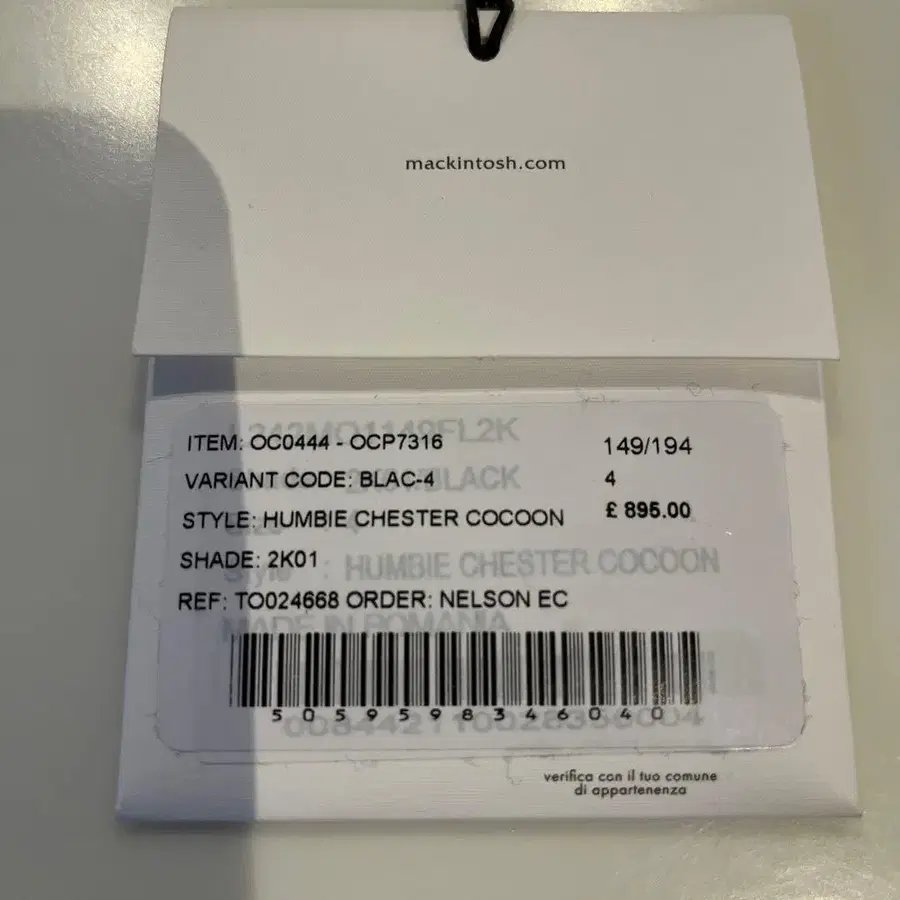 mackintosh.com
ITEM: OC0444 - OCP7316 149/194
VARIANT CODE: BLAC-4 4
STYLE: HUMBIE CHESTER COCOON £ 895.00
SHADE: 2K01
Style : HUMBIE CHESTER COCOON
REF: TO024668 ORDER: NELSON EC
MADE IN ROMANIA
5059598346040
verifica con il tuo comune
di appartenenza